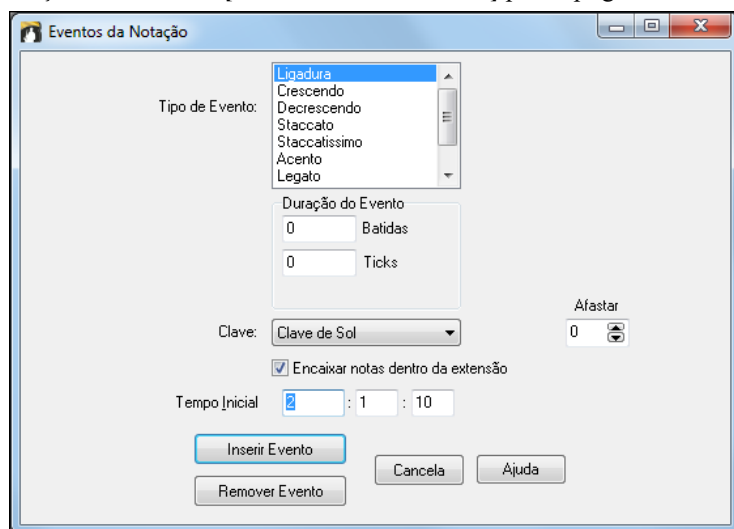 Eventos da Notação
Tipo de Evento:
Ligadura
Crescendo
Decrescendo
Staccato
Staccatissimo
Acento
Legato
Duração do Evento
0 Batidas
0 Ticks
Afastar
Clave: Clave de Sol 0
Encaixar notas dentro da extensão
Tempo Inicial 2 : 1 : 10
Inserir Evento
Cancela Ajuda
Remover Evento